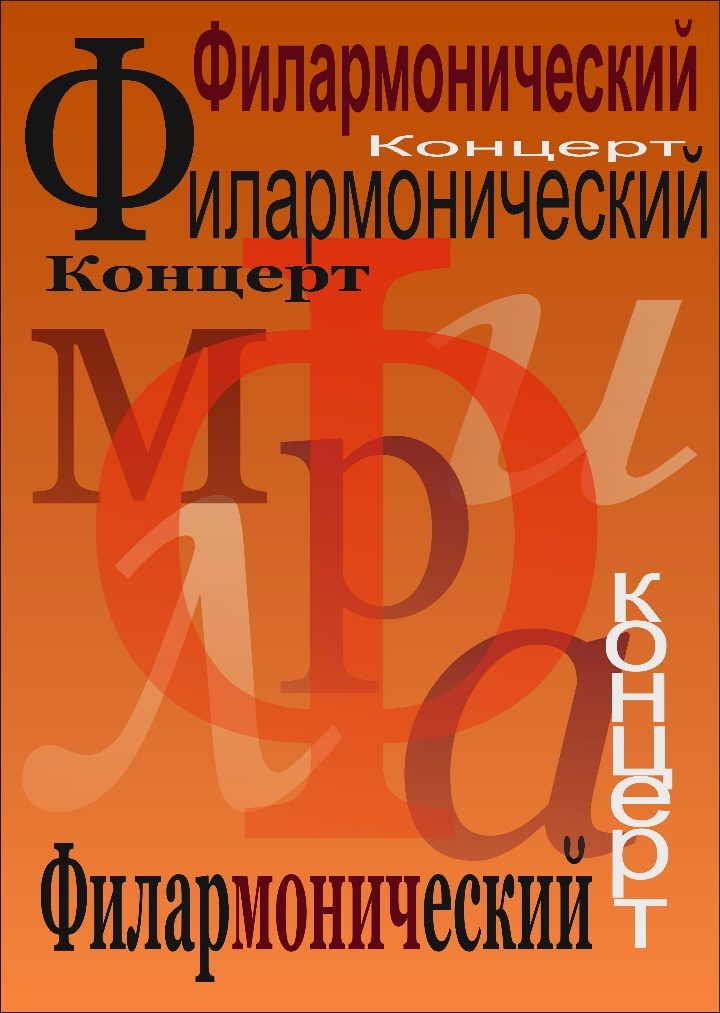 Филармонический
Концерт
Филармонический
Концерт
М
и
Ф
р
л
а
концерт
Филармонический